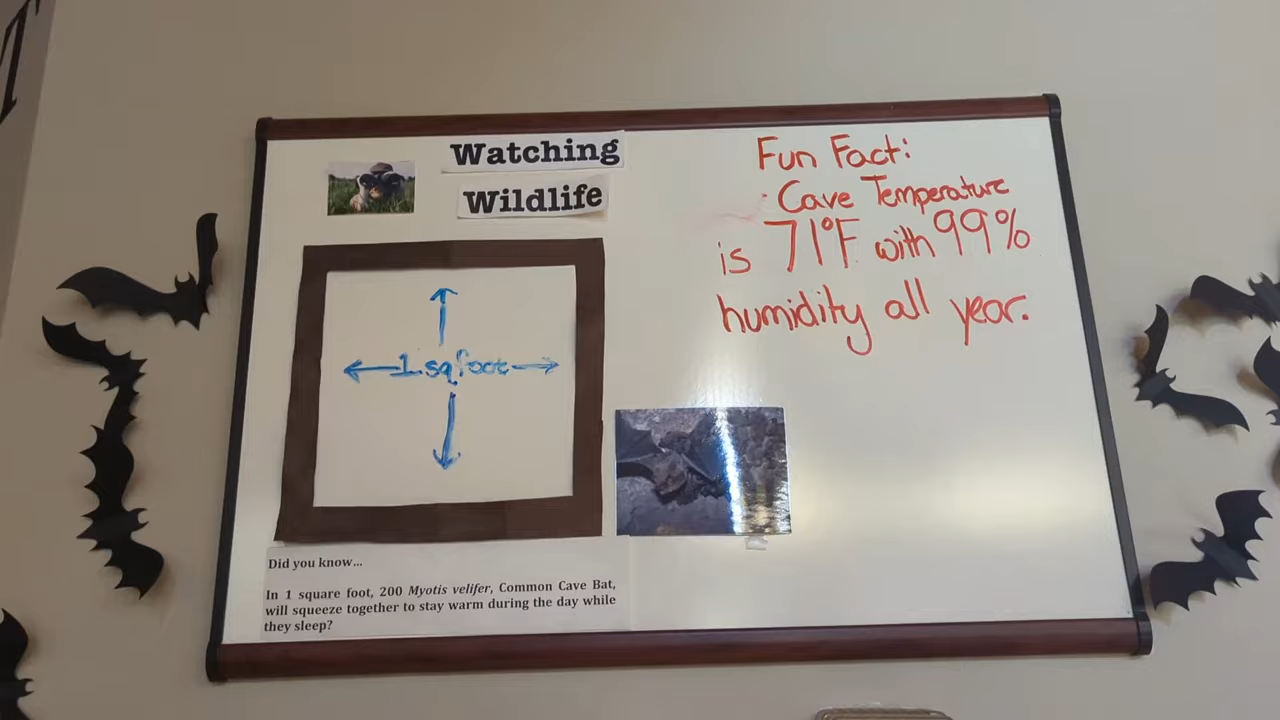 T
Watching
Wildlife
Fun Fact:
· Cave Temperature
is 71°F with 99%
humidity all year.
1 sq foot
Did you know...
In 1 square foot, 200 Myotis velifer, Common Cave Bat,
will squeeze together to stay warm during the day while
they sleep?